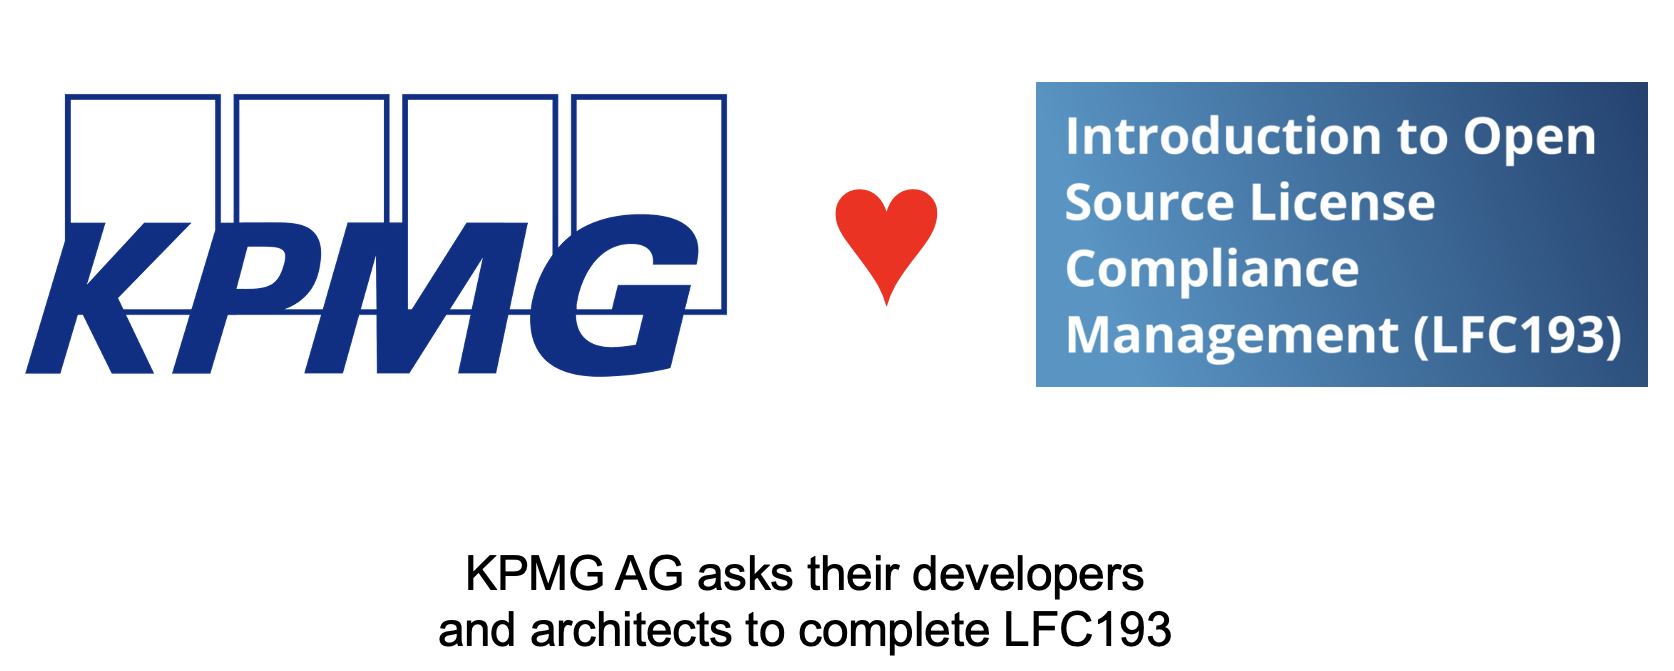 KPMG
Introduction to Open
Source License
Compliance
Management (LFC193)
KPMG AG asks their developers
and architects to complete LFC193